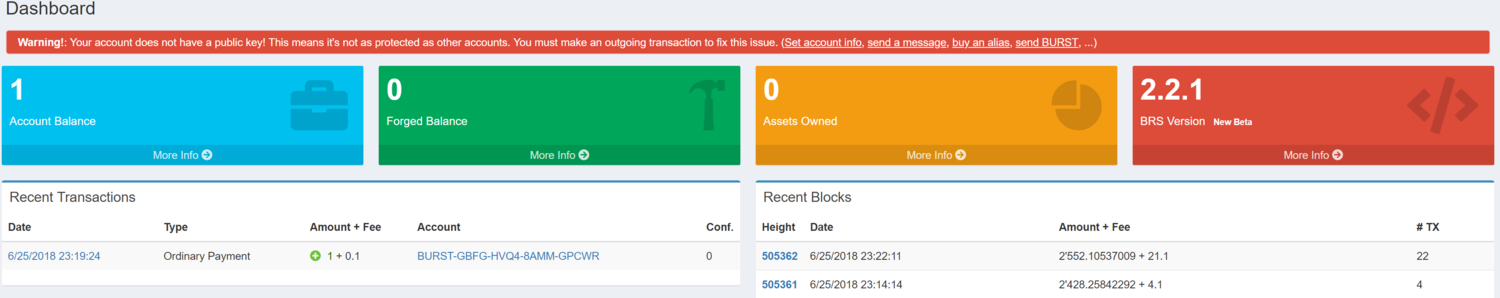 Dashboard
Warning!: Your account does not have a public key! This means it's not as protected as other accounts. You must make an outgoing transaction to fix this issue. (Set account info, send a message, buy an alias, send BURST, ...)
1
Account Balance
More Info
0
Forged Balance
More Info
0
Assets Owned
More Info
2.2.1
BRS Version New Beta
More Info
Recent Transactions
Date Type Amount + Fee Account Conf.
6/25/2018 23:19:24 Ordinary Payment 1 + 0.1 BURST-GBFG-HVQ4-8AMM-GPCWR 0
Recent Blocks
Height Date Amount + Fee # TX
505362 6/25/2018 23:22:11 2'552.10537009 + 21.1 22
505361 6/25/2018 23:14:14 2'428.25842292 + 4.1 4